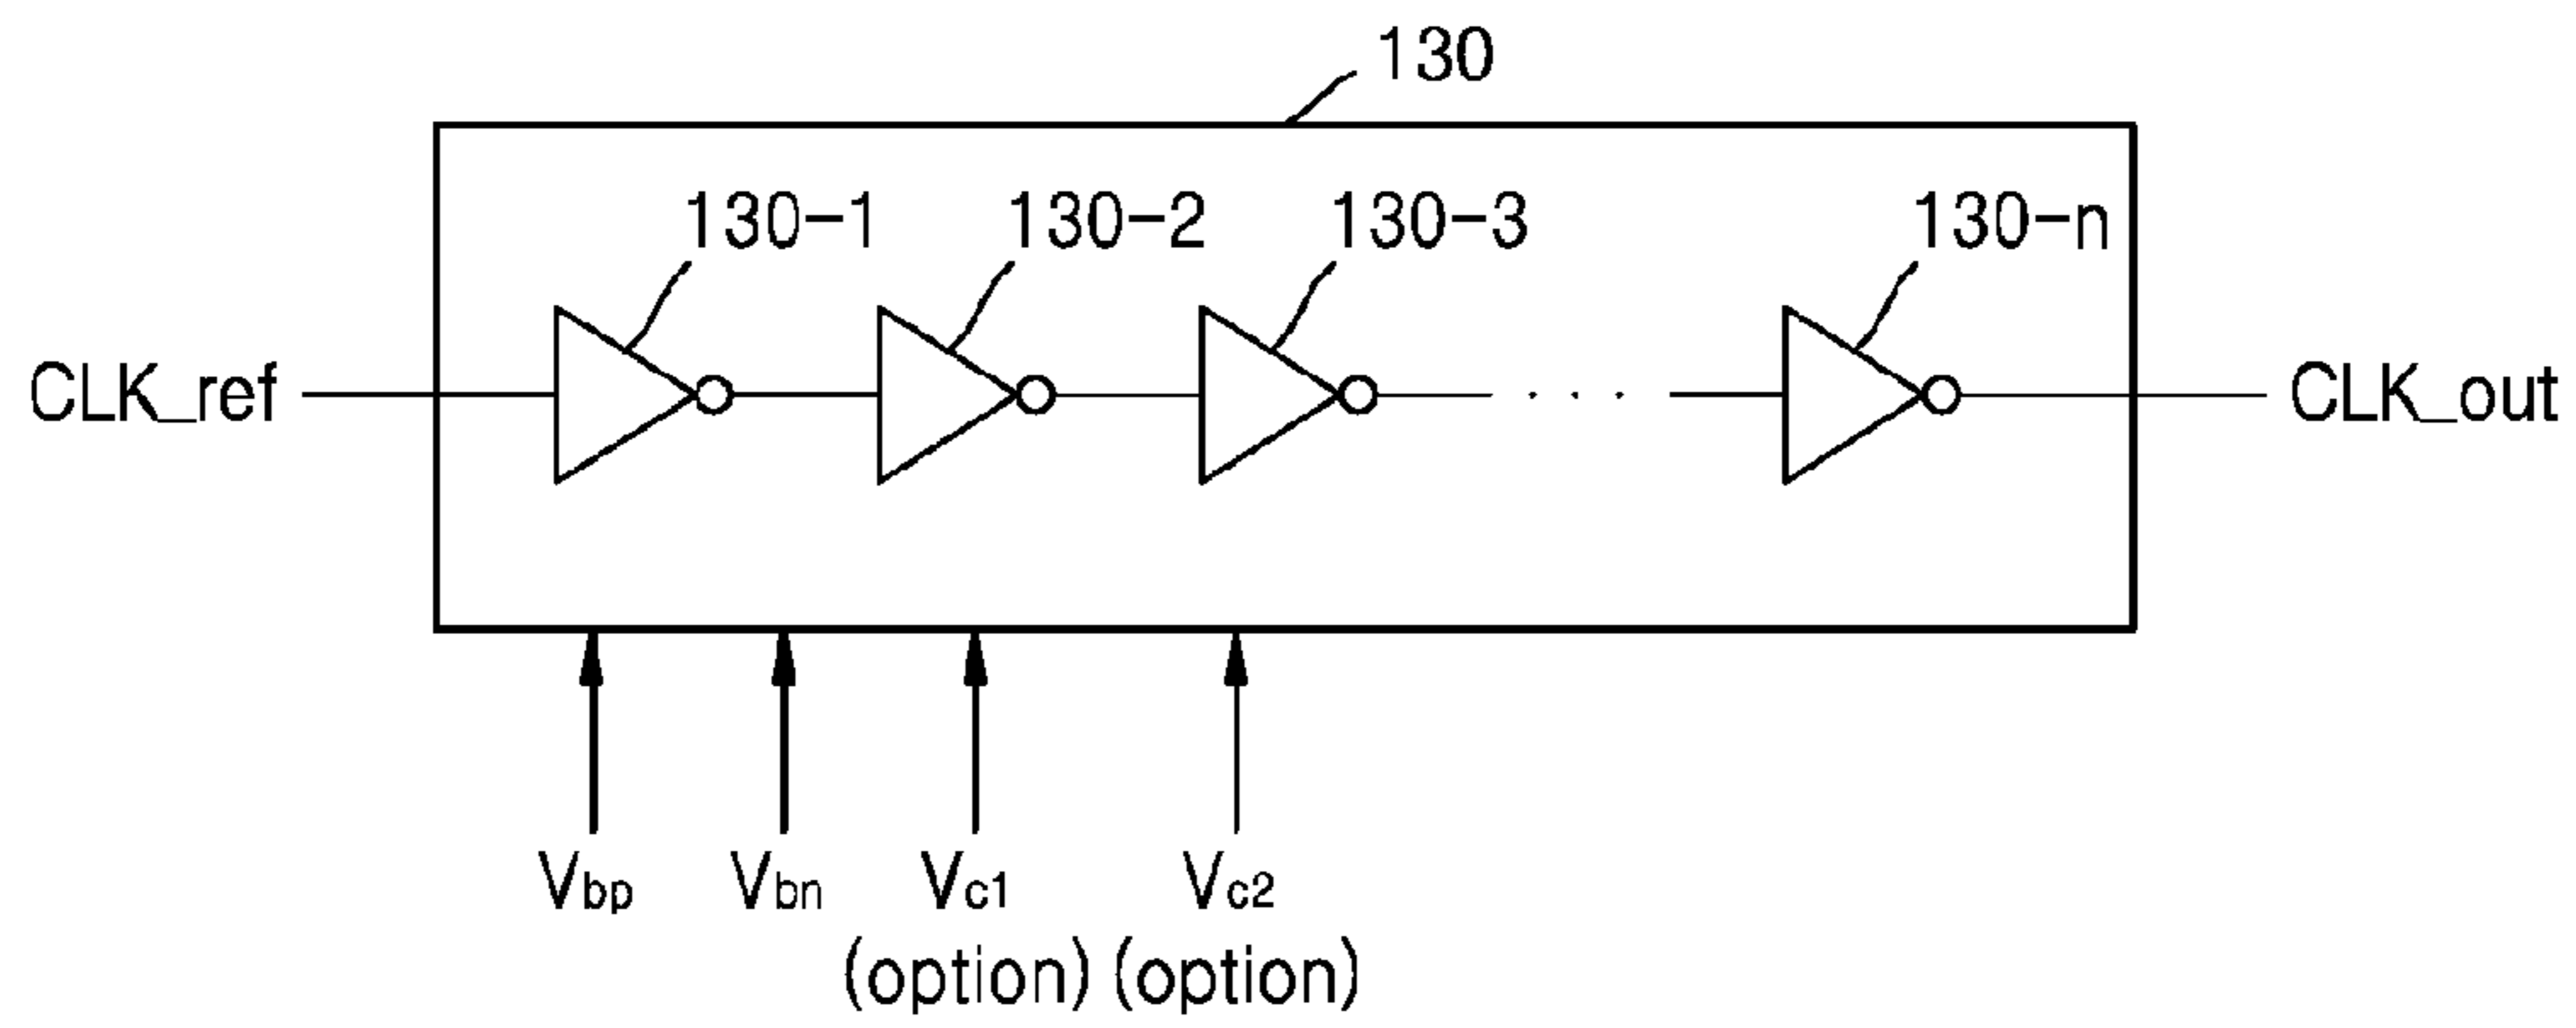 130
130-1 130-2 130-3 130-n
CLK_ref CLK_out
Vbp Vbn Vc1 Vc2
(option) (option)